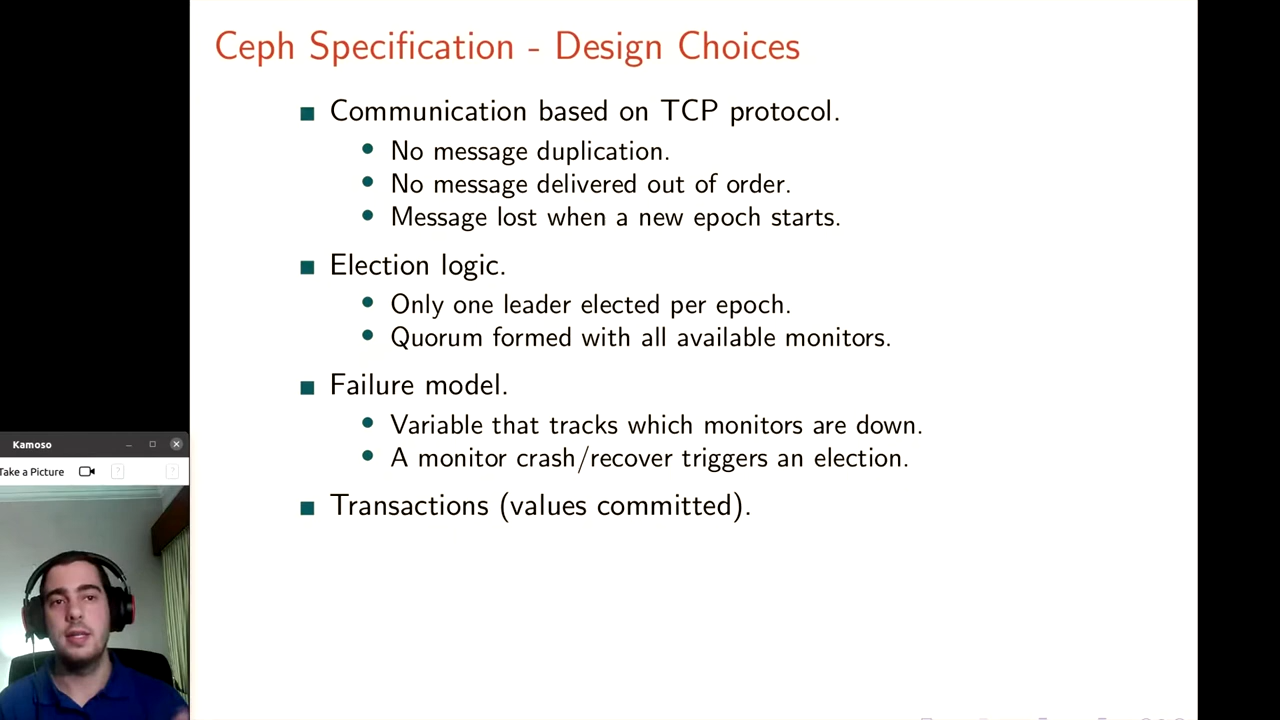 Ceph Specification - Design Choices
■ Communication based on TCP protocol.
• No message duplication.
• No message delivered out of order.
• Message lost when a new epoch starts.
■ Election logic.
• Only one leader elected per epoch.
• Quorum formed with all available monitors.
■ Failure model.
• Variable that tracks which monitors are down.
• A monitor crash/recover triggers an election.
■ Transactions (values committed).
Kamoso
Take a Picture